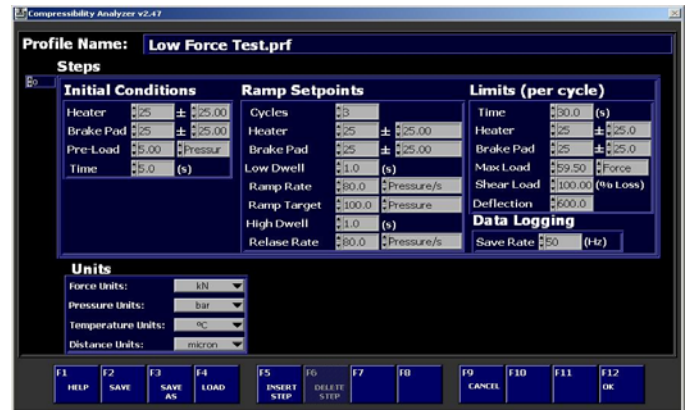 Compressibility Analyzer v2.47
Profile Name: Low Force Test.prf
Steps
0
Initial Conditions
Heater 25 ± 25.00
Brake Pad 25 ± 25.00
Pre-Load 5.00 Pressur
Time 5.0 (s)
Ramp Setpoints
Cycles 3
Heater 25 ± 25.00
Brake Pad 25 ± 25.00
Low Dwell 1.0 (s)
Ramp Rate 80.0 Pressure/s
Ramp Target 100.0 Pressure
High Dwell 1.0 (s)
Relase Rate 80.0 Pressure/s
Limits (per cycle)
Time 30.0 (s)
Heater 25 ± 25.0
Brake Pad 25 ± 25.0
Max Load 59.50 Force
Shear Load 100.00 (% Loss)
Deflection 600.0
Data Logging
Save Rate 50 (Hz)
Units
Force Units: kN
Pressure Units: bar
Temperature Units: ºC
Distance Units: micron
F1 HELP
F2 SAVE
F3 SAVE AS
F4 LOAD
F5 INSERT STEP
F6 DELETE STEP
F7
F8
F9 CANCEL
F10
F11
F12 OK